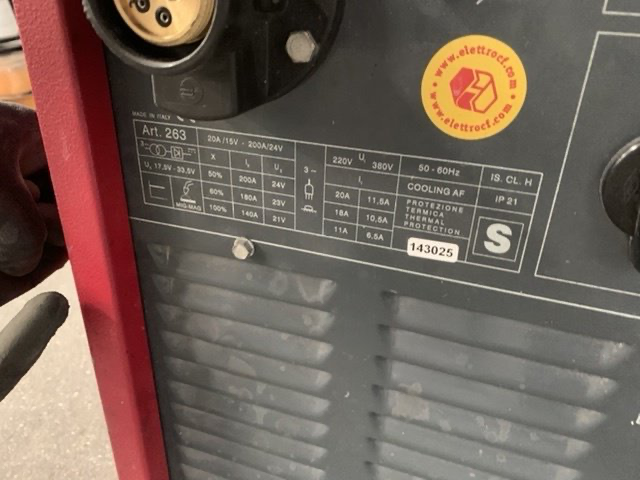 www.elettrocf.com
www.elettrocf.com
MADE IN ITALY
Art. 263 20A/15V - 200A/24V
3~
X I₂ U₂
U₀ 17,5V - 33,5V 50% 200A 24V
60% 180A 23V
MIG-MAG 100% 140A 21V
3~
220V U₁ 380V 50 - 60Hz IS. CL. H
I₁ COOLING AF IP 21
20A 11,6A PROTEZIONE
TERMICA
18A 10,5A THERMAL
PROTECTION
11A 6,5A
143025
S